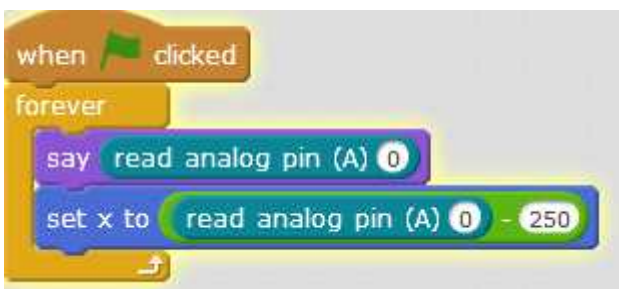 when clicked
forever
say read analog pin (A) 0
set x to read analog pin (A) 0 - 250